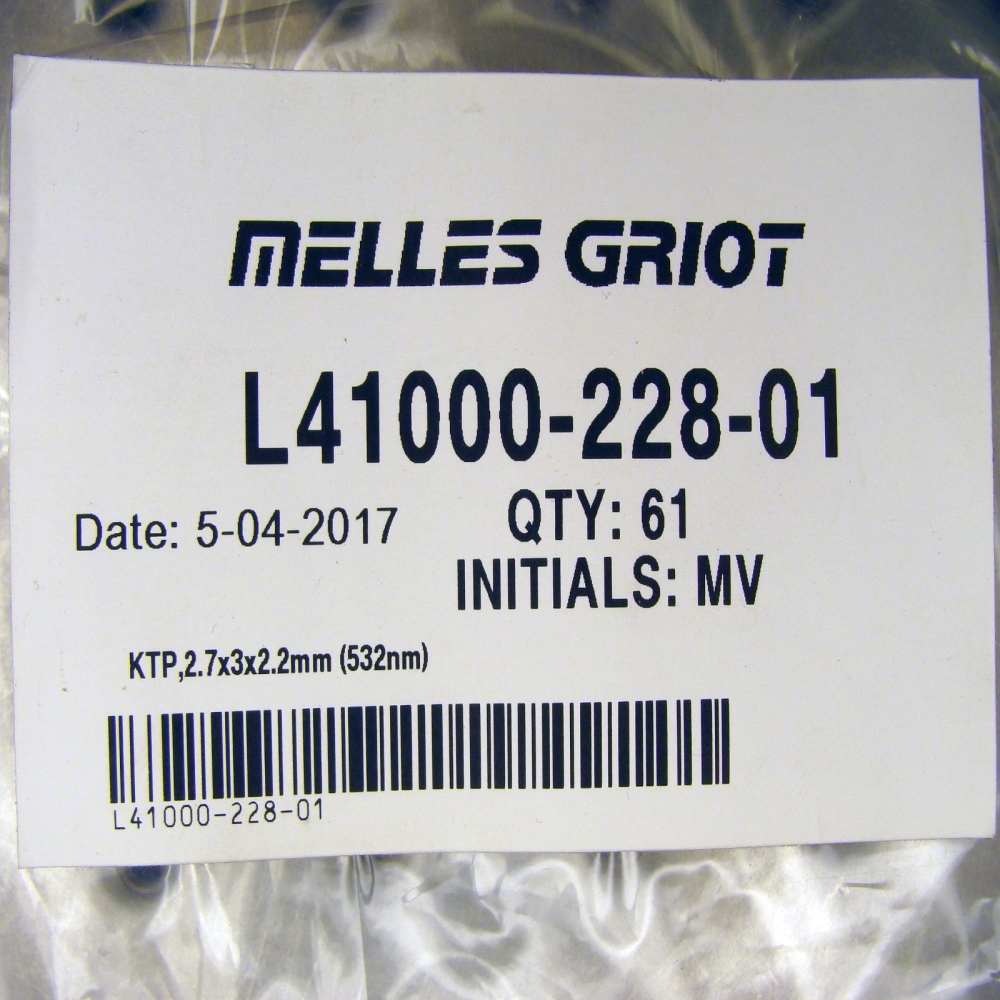 MELLES GRIOT
L41000-228-01
Date: 5-04-2017 QTY: 61
INITIALS: MV
KTP,2.7x3x2.2mm (532nm)
L41000-228-01